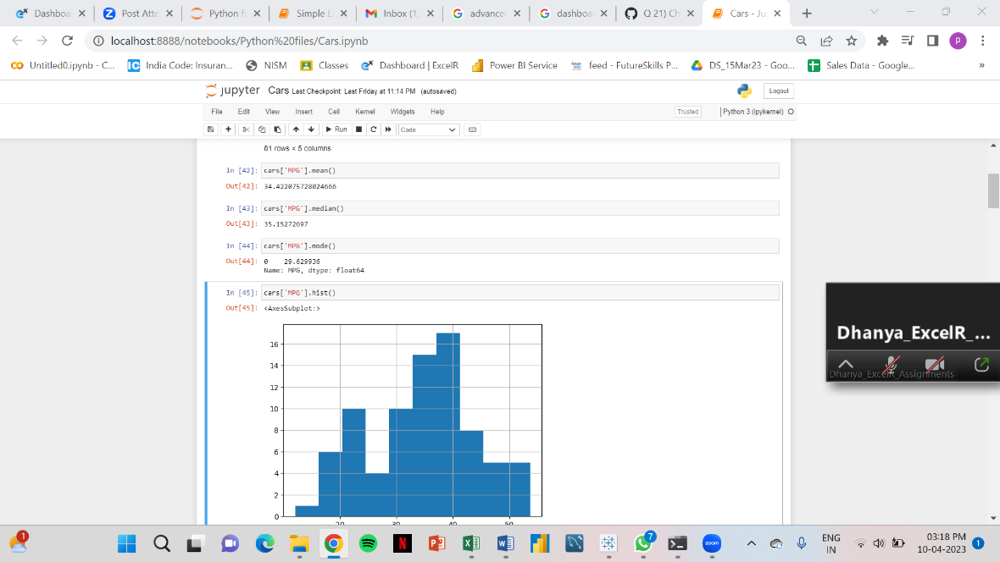 Dashboa
Post Atte
Python fi
Simple Li
Inbox (1,
advance
dashboa
Q 21) Ch
Cars - Ju
localhost:8888/notebooks/Python%20files/Cars.ipynb
P
Untitled0.ipynb - C...
India Code: Insuran...
NISM
Classes
Dashboard | ExcelR
Power BI Service
feed - FutureSkills P...
DS_15Mar23 - Goo...
Sales Data - Google...
»
jupyter Cars Last Checkpoint: Last Friday at 11:14 PM (autosaved)
Logout
File Edit View Insert Cell Kernel Widgets Help
Trusted
Python 3 (ipykernel)
Run
Code
81 rows × 5 columns
In [42]: cars['MPG'].mean()
Out[42]: 34.422075728024666
In [43]: cars['MPG'].median()
Out[43]: 35.15272697
In [44]: cars['MPG'].mode()
Out[44]: 0 29.629936
Name: MPG, dtype: float64
In [45]: cars['MPG'].hist()
Out[45]: <AxesSubplot:>
16
14
12
10
8
6
4
2
0
20 30 40 50
Dhanya_ExcelR_...
Dhanya_ExcelR_Assignments
1
7
zoom
ENG
IN
03:18 PM
10-04-2023
1